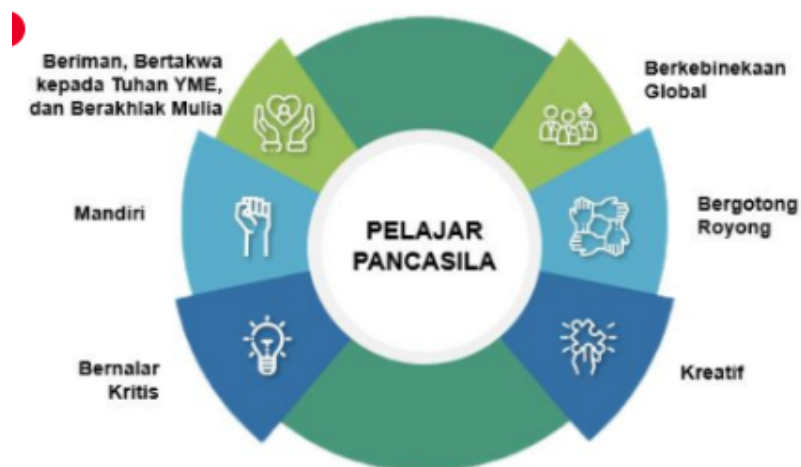 Beriman, Bertakwa
kepada Tuhan YME,
dan Berakhlak Mulia
Berkebinekaan
Global
Mandiri
Bergotong
Royong
PELAJAR
PANCASILA
Bernalar
Kritis
Kreatif